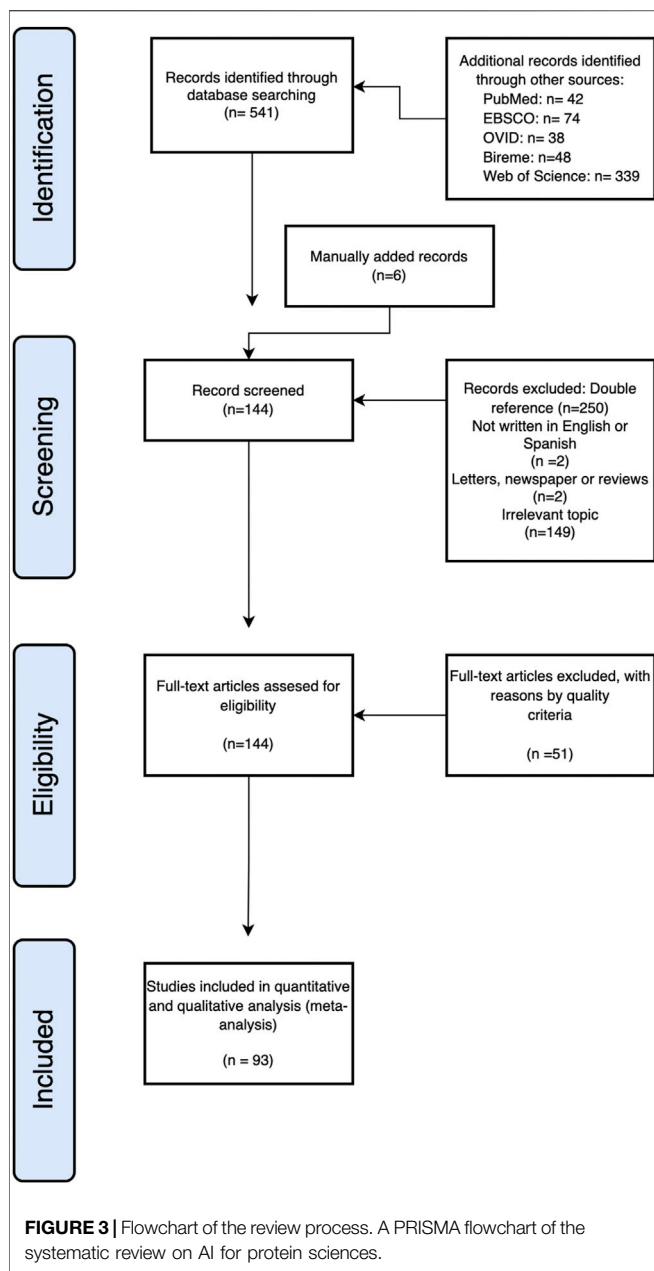 Identification
Records identified through
database searching
(n= 541)
Additional records identified
through other sources:
PubMed: n= 42
EBSCO: n= 74
OVID: n= 38
Bireme: n=48
Web of Science: n= 339
Manually added records
(n=6)
Screening
Record screened
(n=144)
Records excluded: Double
reference (n=250)
Not written in English or
Spanish
(n =2)
Letters, newspaper or reviews
(n=2)
Irrelevant topic
(n=149)
Eligibility
Full-text articles assesed for
eligibility
(n=144)
Full-text articles excluded, with
reasons by quality
criteria
(n =51)
Included
Studies included in quantitative
and qualitative analysis (meta-
analysis)
(n = 93)
FIGURE 3 | Flowchart of the review process. A PRISMA flowchart of the
systematic review on AI for protein sciences.